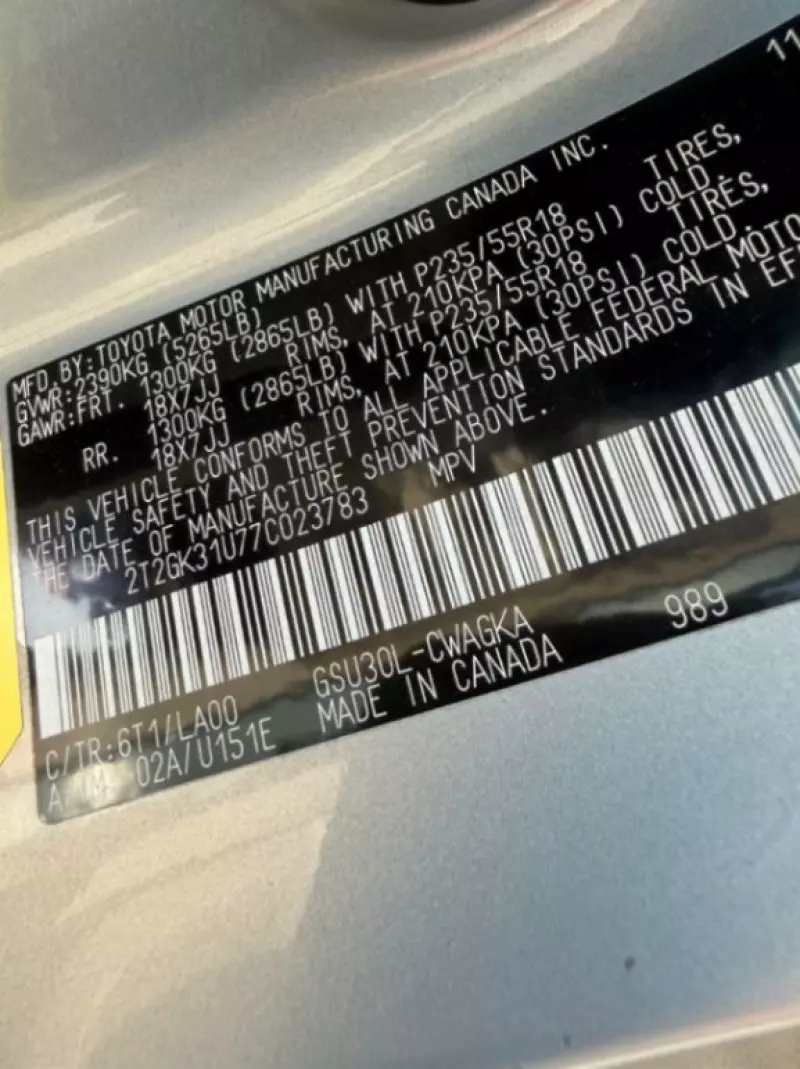 11
MFD.BY:TOYOTA MOTOR MANUFACTURING CANADA INC.
GVWR:2390KG (5265LB)
GAWR:FRT. 1300KG (2865LB) WITH P235/55R18 TIRES,
18X7JJ RIMS, AT 210KPA (30PSI) COLD.
RR. 1300KG (2865LB) WITH P235/55R18 TIRES,
18X7JJ RIMS, AT 210KPA (30PSI) COLD.
THIS VEHICLE CONFORMS TO ALL APPLICABLE FEDERAL MOTO
VEHICLE SAFETY AND THEFT PREVENTION STANDARDS IN EF
THE DATE OF MANUFACTURE SHOWN ABOVE.
2T2GK31U77C023783 MPV
C/TR:6T1/LA00 GSU30L-CWAGKA 989
A M 02A/U151E MADE IN CANADA